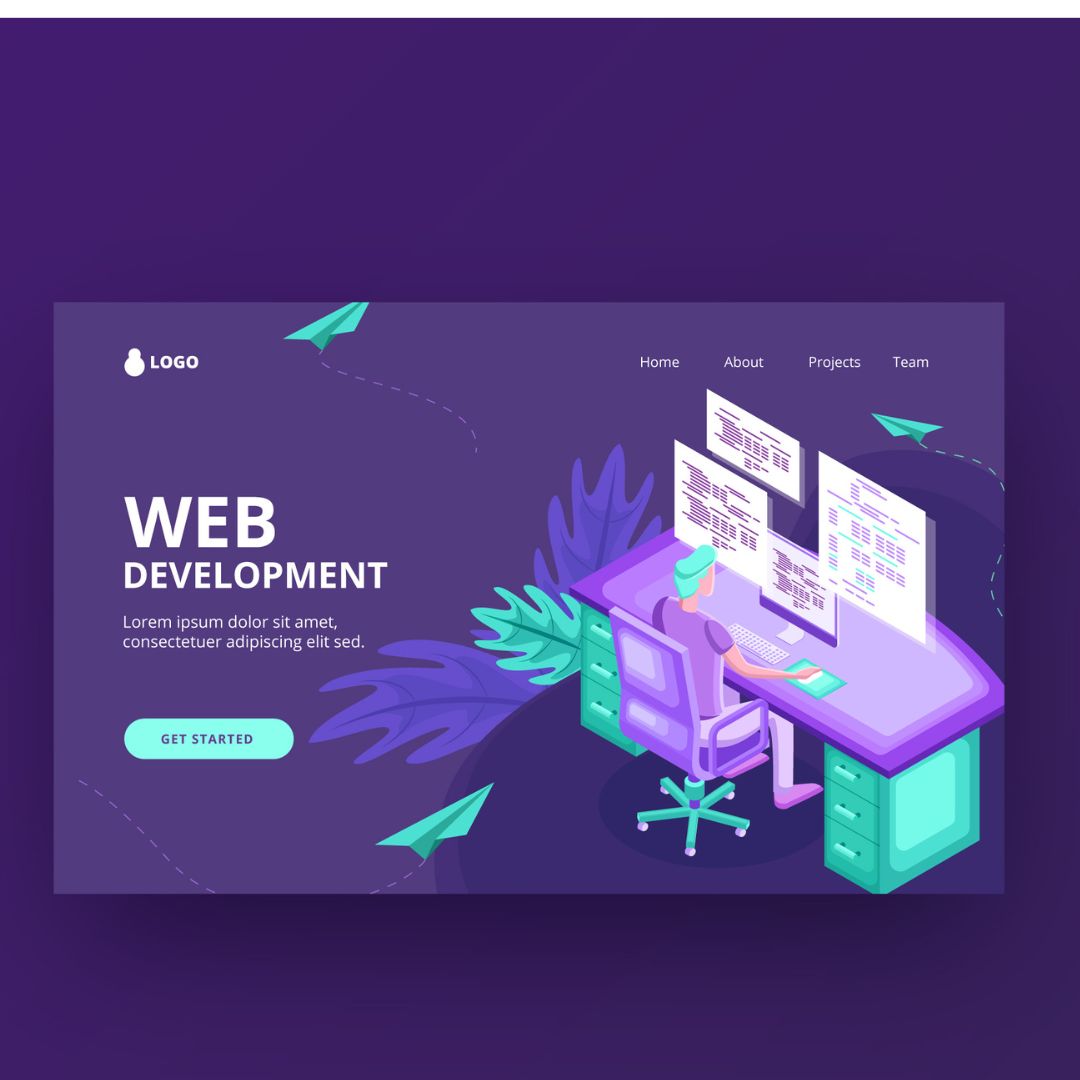 LOGO
Home About Projects Team
WEB
DEVELOPMENT
Lorem ipsum dolor sit amet,
consectetuer adipiscing elit sed.
GET STARTED